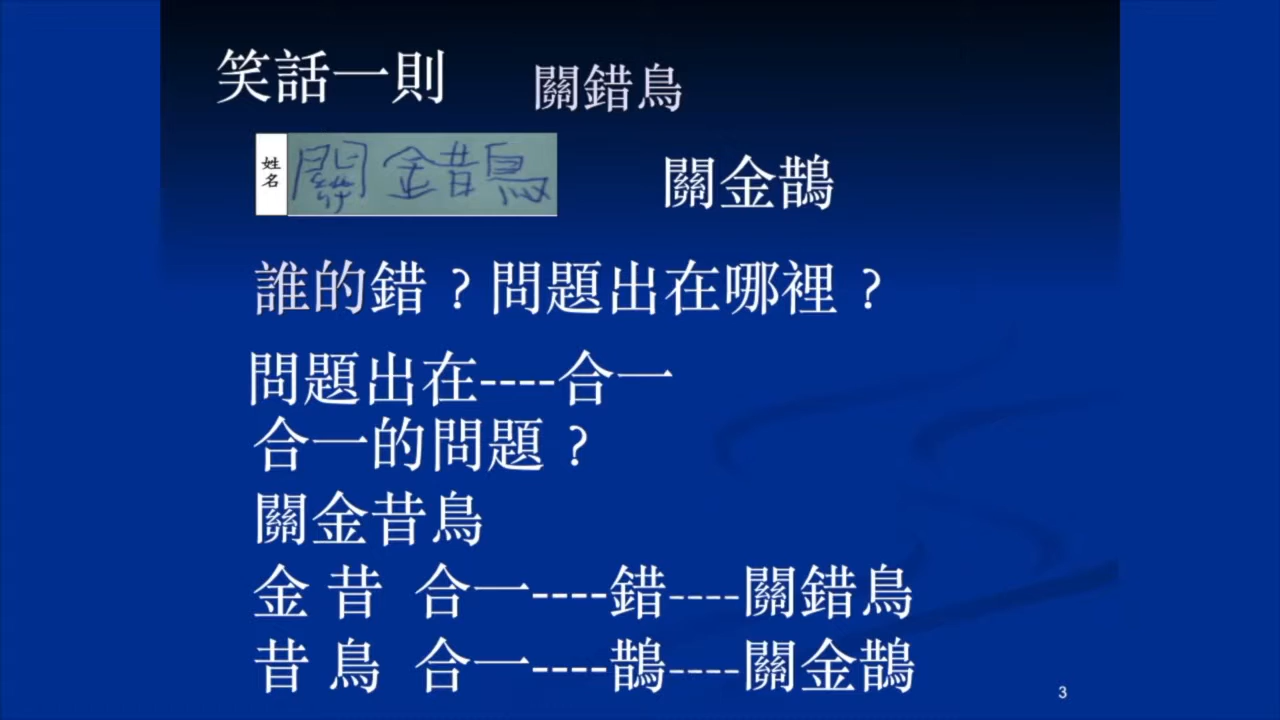 笑話一則 關錯鳥
姓名 關 金昔鳥 關金鵲
誰的錯？問題出在哪裡？
問題出在----合一
合一的問題？
關金昔鳥
金 昔 合一----錯----關錯鳥
昔 鳥 合一----鵲----關金鵲
3